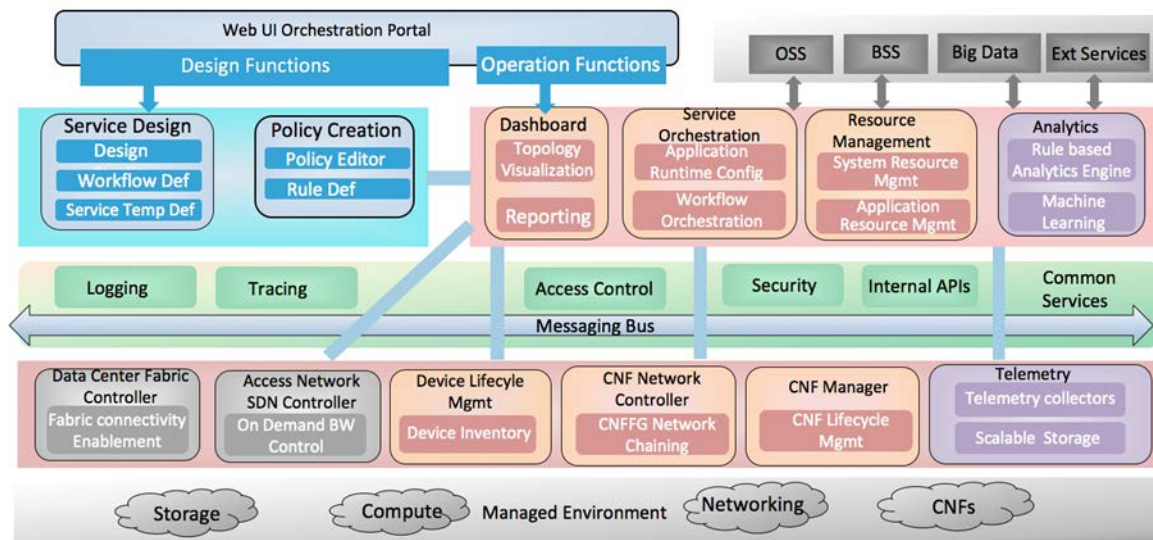 Web UI Orchestration Portal
Design Functions
Operation Functions
OSS
BSS
Big Data
Ext Services
Service Design
Design
Workflow Def
Service Temp Def
Policy Creation
Policy Editor
Rule Def
Dashboard
Topology
Visualization
Reporting
Service
Orchestration
Application
Runtime Config
Workflow
Orchestration
Resource
Management
System Resource
Mgmt
Application
Resource Mgmt
Analytics
Rule based
Analytics Engine
Machine
Learning
Logging
Tracing
Access Control
Security
Internal APIs
Common
Services
Messaging Bus
Data Center Fabric
Controller
Fabric connectivity
Enablement
Access Network
SDN Controller
On Demand BW
Control
Device Lifecyle
Mgmt
Device Inventory
CNF Network
Controller
CNFFG Network
Chaining
CNF Manager
CNF Lifecycle
Mgmt
Telemetry
Telemetry collectors
Scalable Storage
Storage
Compute
Managed Environment
Networking
CNFs